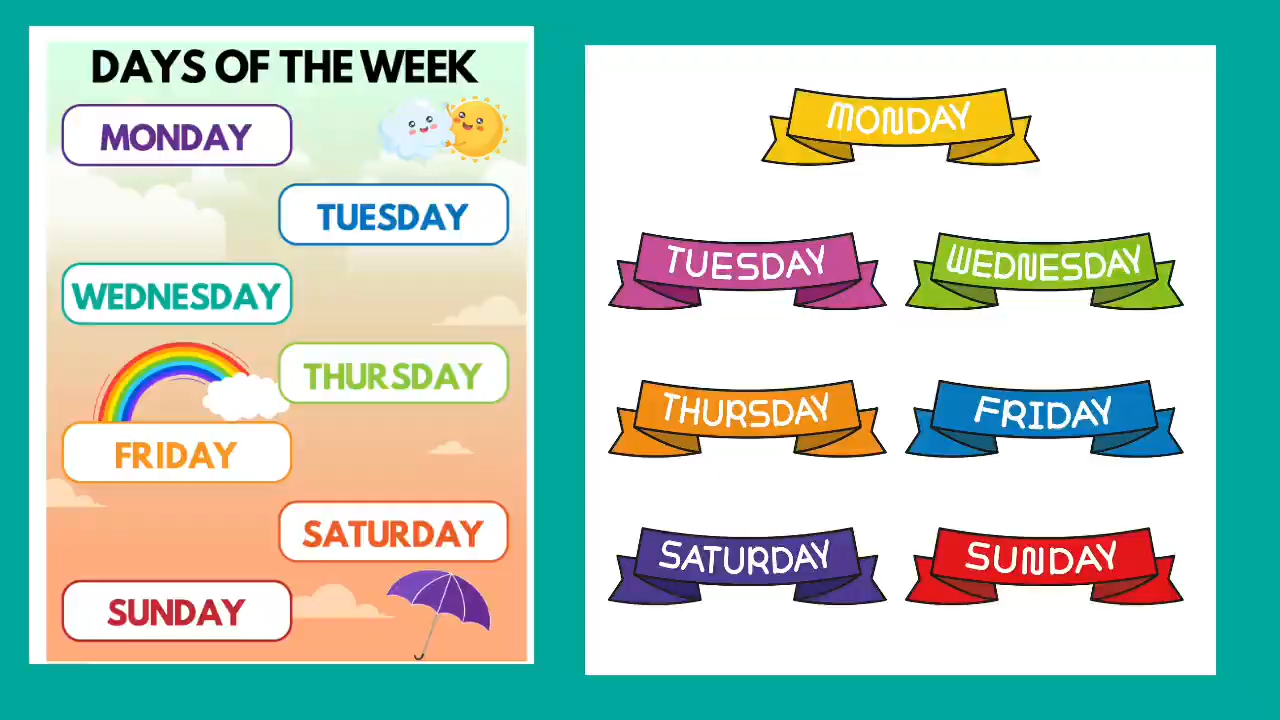 DAYS OF THE WEEK
MONDAY
TUESDAY
WEDNESDAY
THURSDAY
FRIDAY
SATURDAY
SUNDAY
MONDAY
TUESDAY WEDNESDAY
THURSDAY FRIDAY
SATURDAY SUNDAY